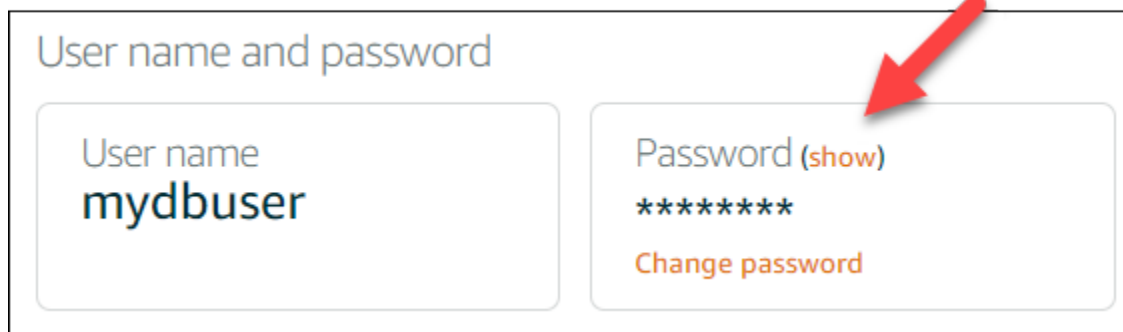 User name and password
User name
mydbuser
Password (show)
********
Change password